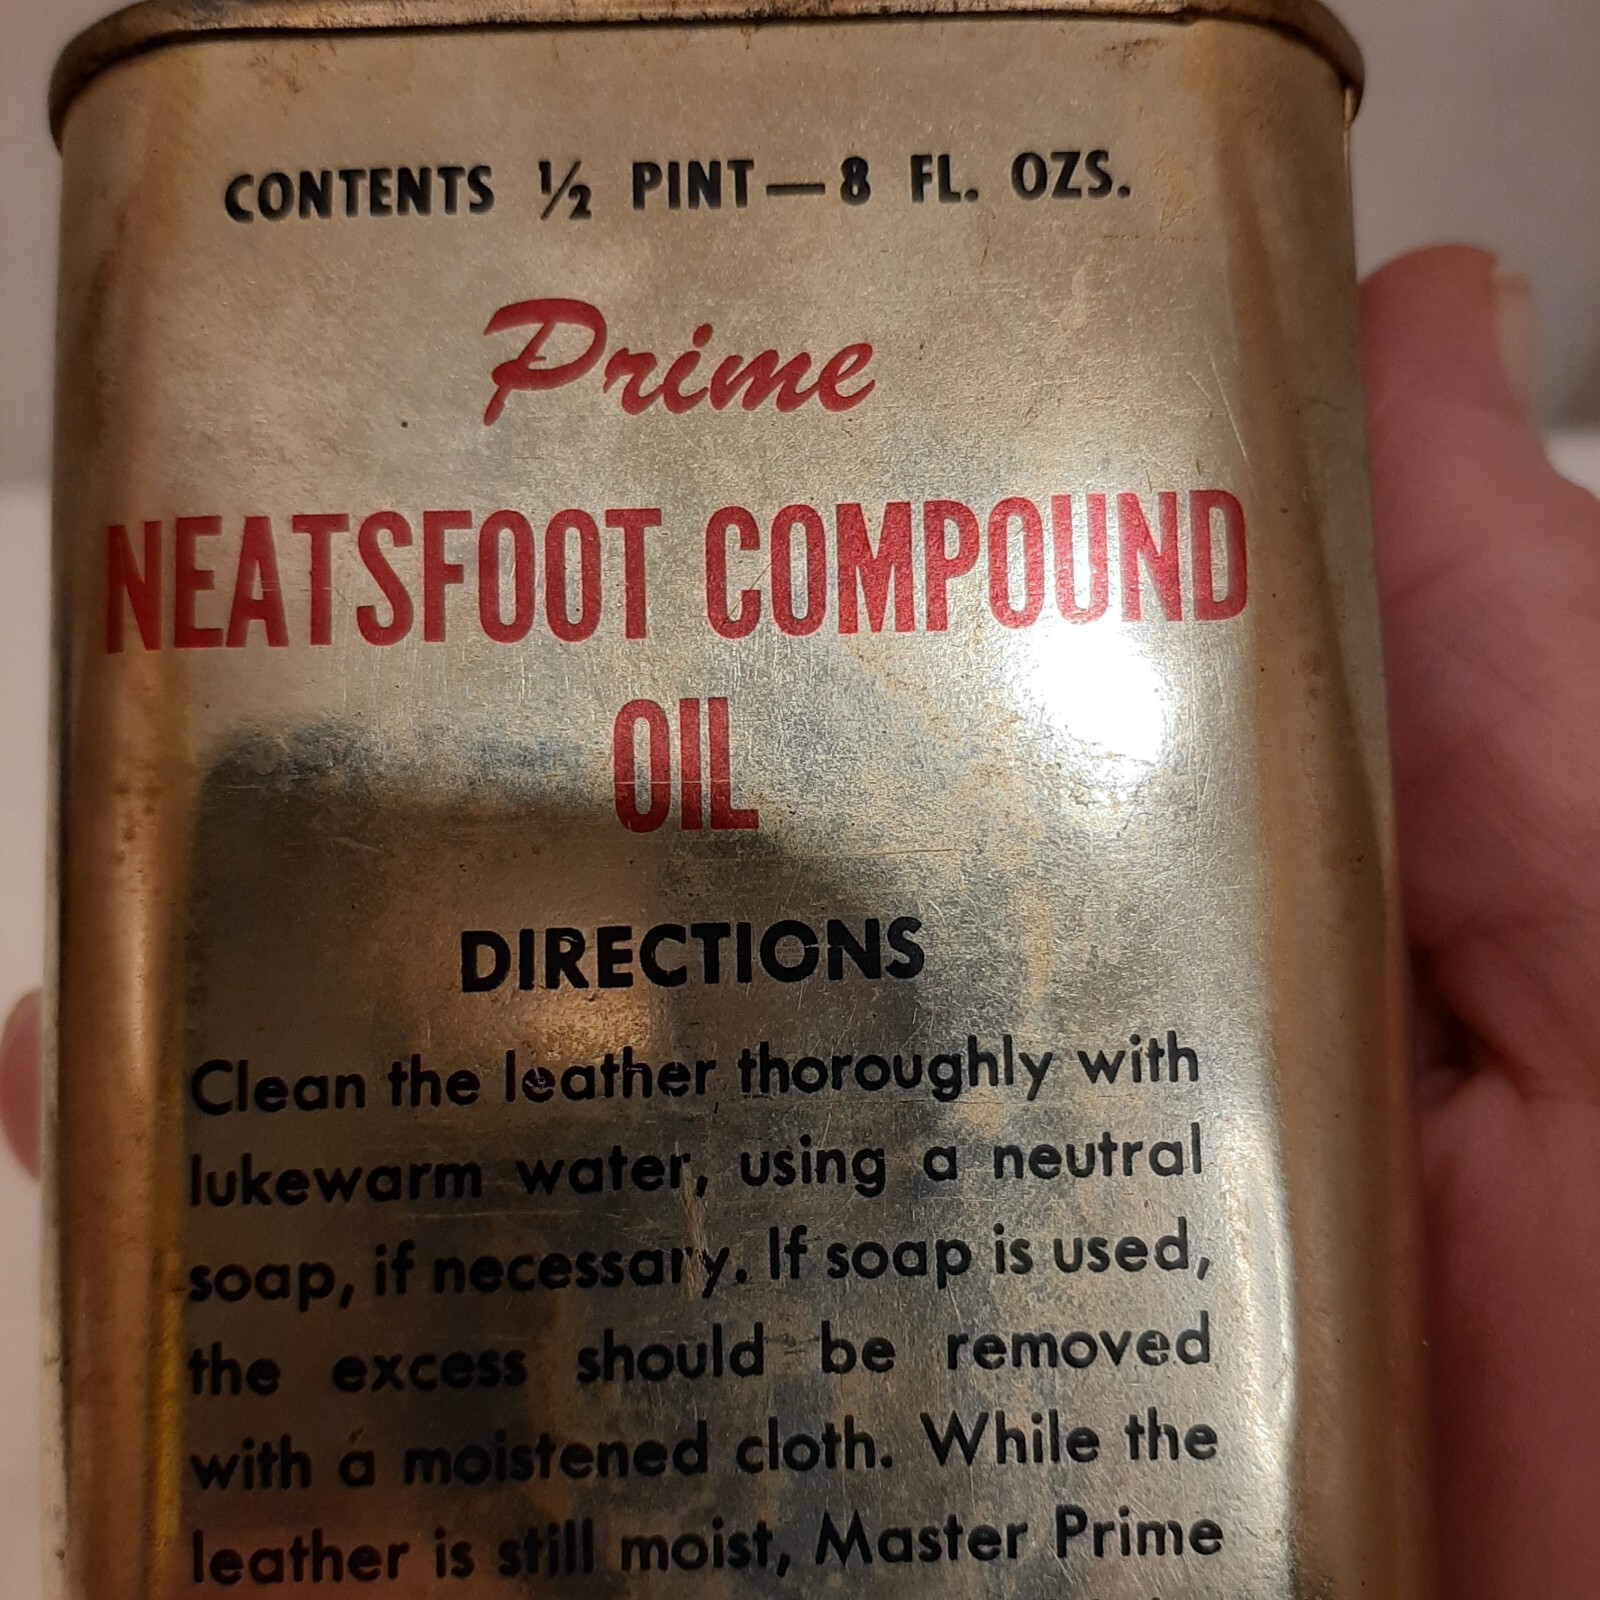 CONTENTS ½ PINT—8 FL. OZS.
Prime
NEATSFOOT COMPOUND
OIL
DIRECTIONS
Clean the leather thoroughly with
lukewarm water, using a neutral
soap, if necessary. If soap is used,
the excess should be removed
with a moistened cloth. While the
leather is still moist, Master Prime